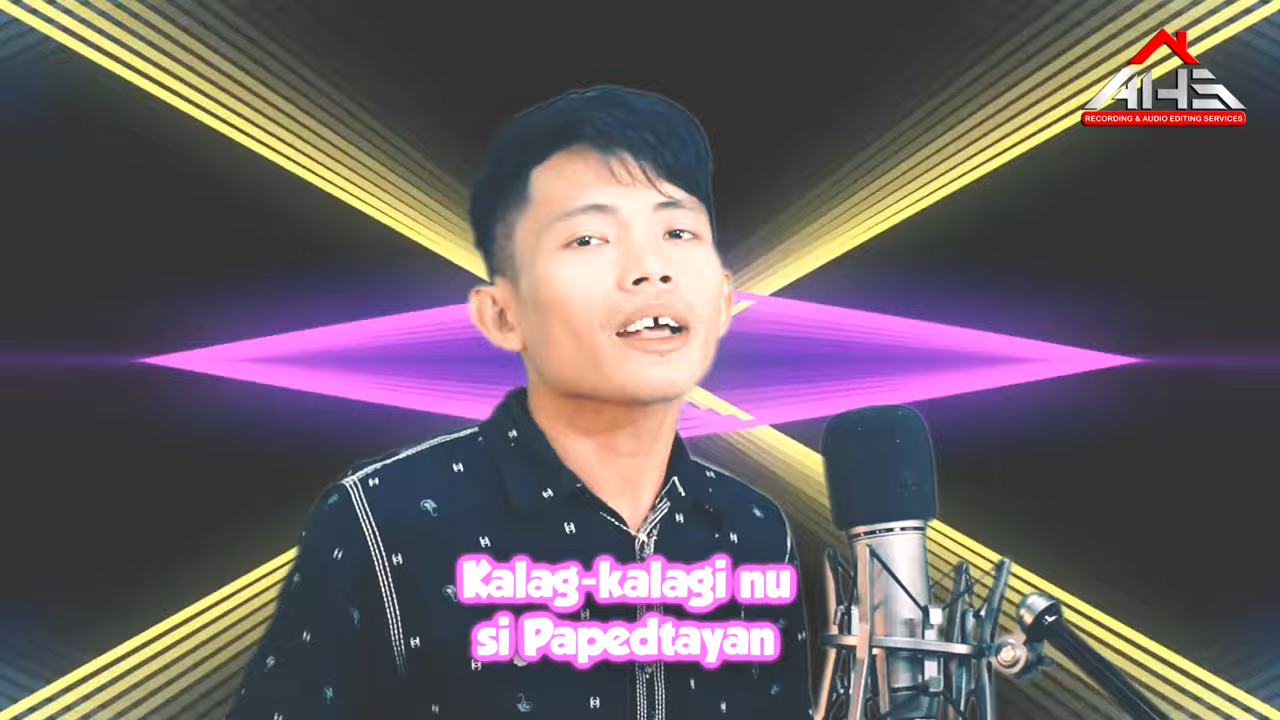 AHS
RECORDING & AUDIO EDITING SERVICES
Kalag-kalagi nu
si Papedtayan